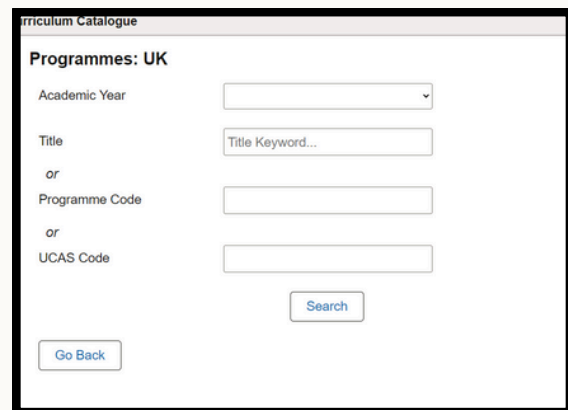 rriculum Catalogue
Programmes: UK
Academic Year
Title
Title Keyword...
or
Programme Code
or
UCAS Code
Search
Go Back